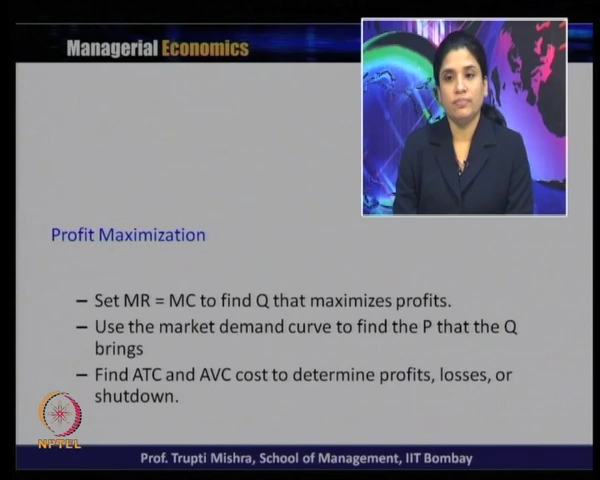 Managerial Economics
Profit Maximization
– Set MR = MC to find Q that maximizes profits.
– Use the market demand curve to find the P that the Q
brings
– Find ATC and AVC cost to determine profits, losses, or
shutdown.
NPTEL
Prof. Trupti Mishra, School of Management, IIT Bombay